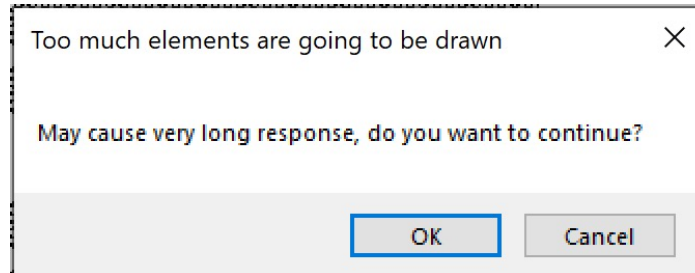 Too much elements are going to be drawn
May cause very long response, do you want to continue?
OK Cancel